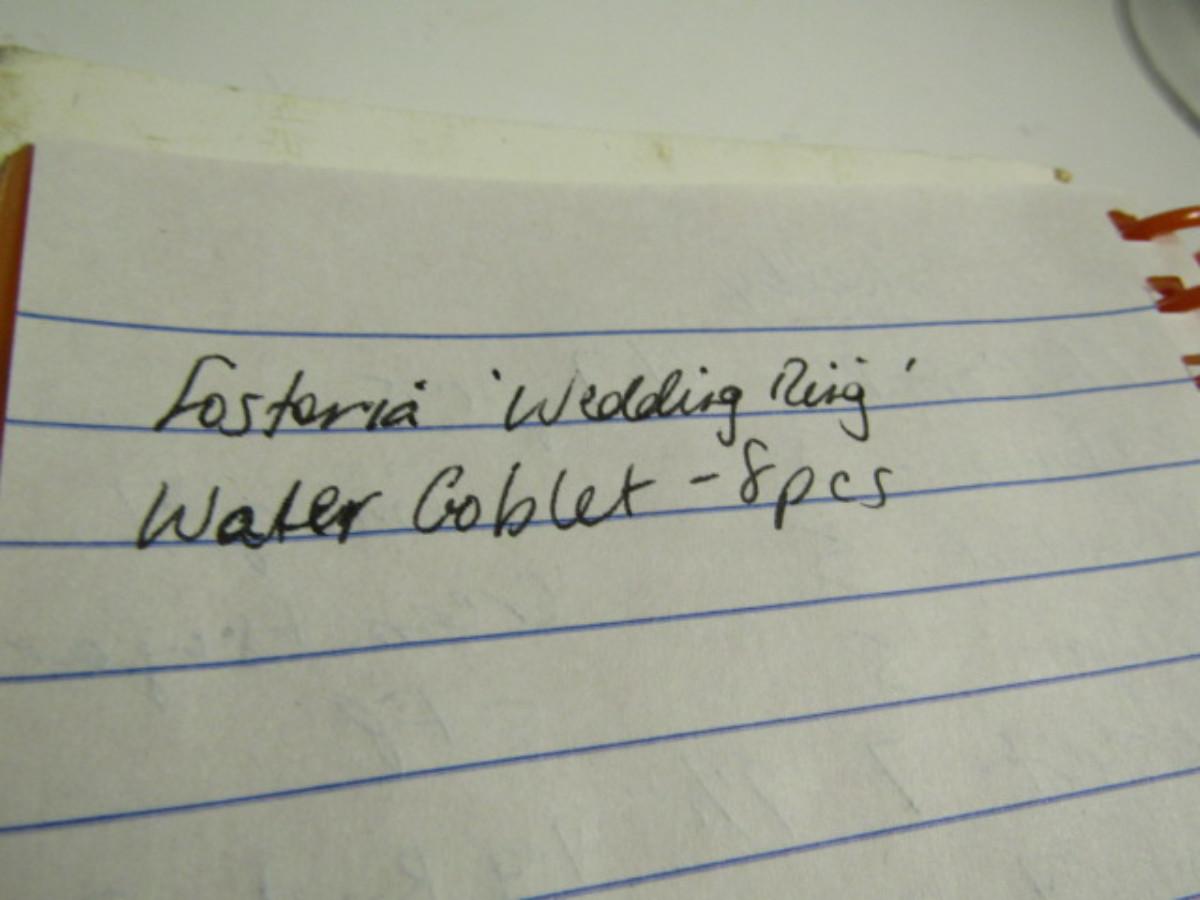 Fostoria 'Wedding Ring'
Water Goblet - 8pcs